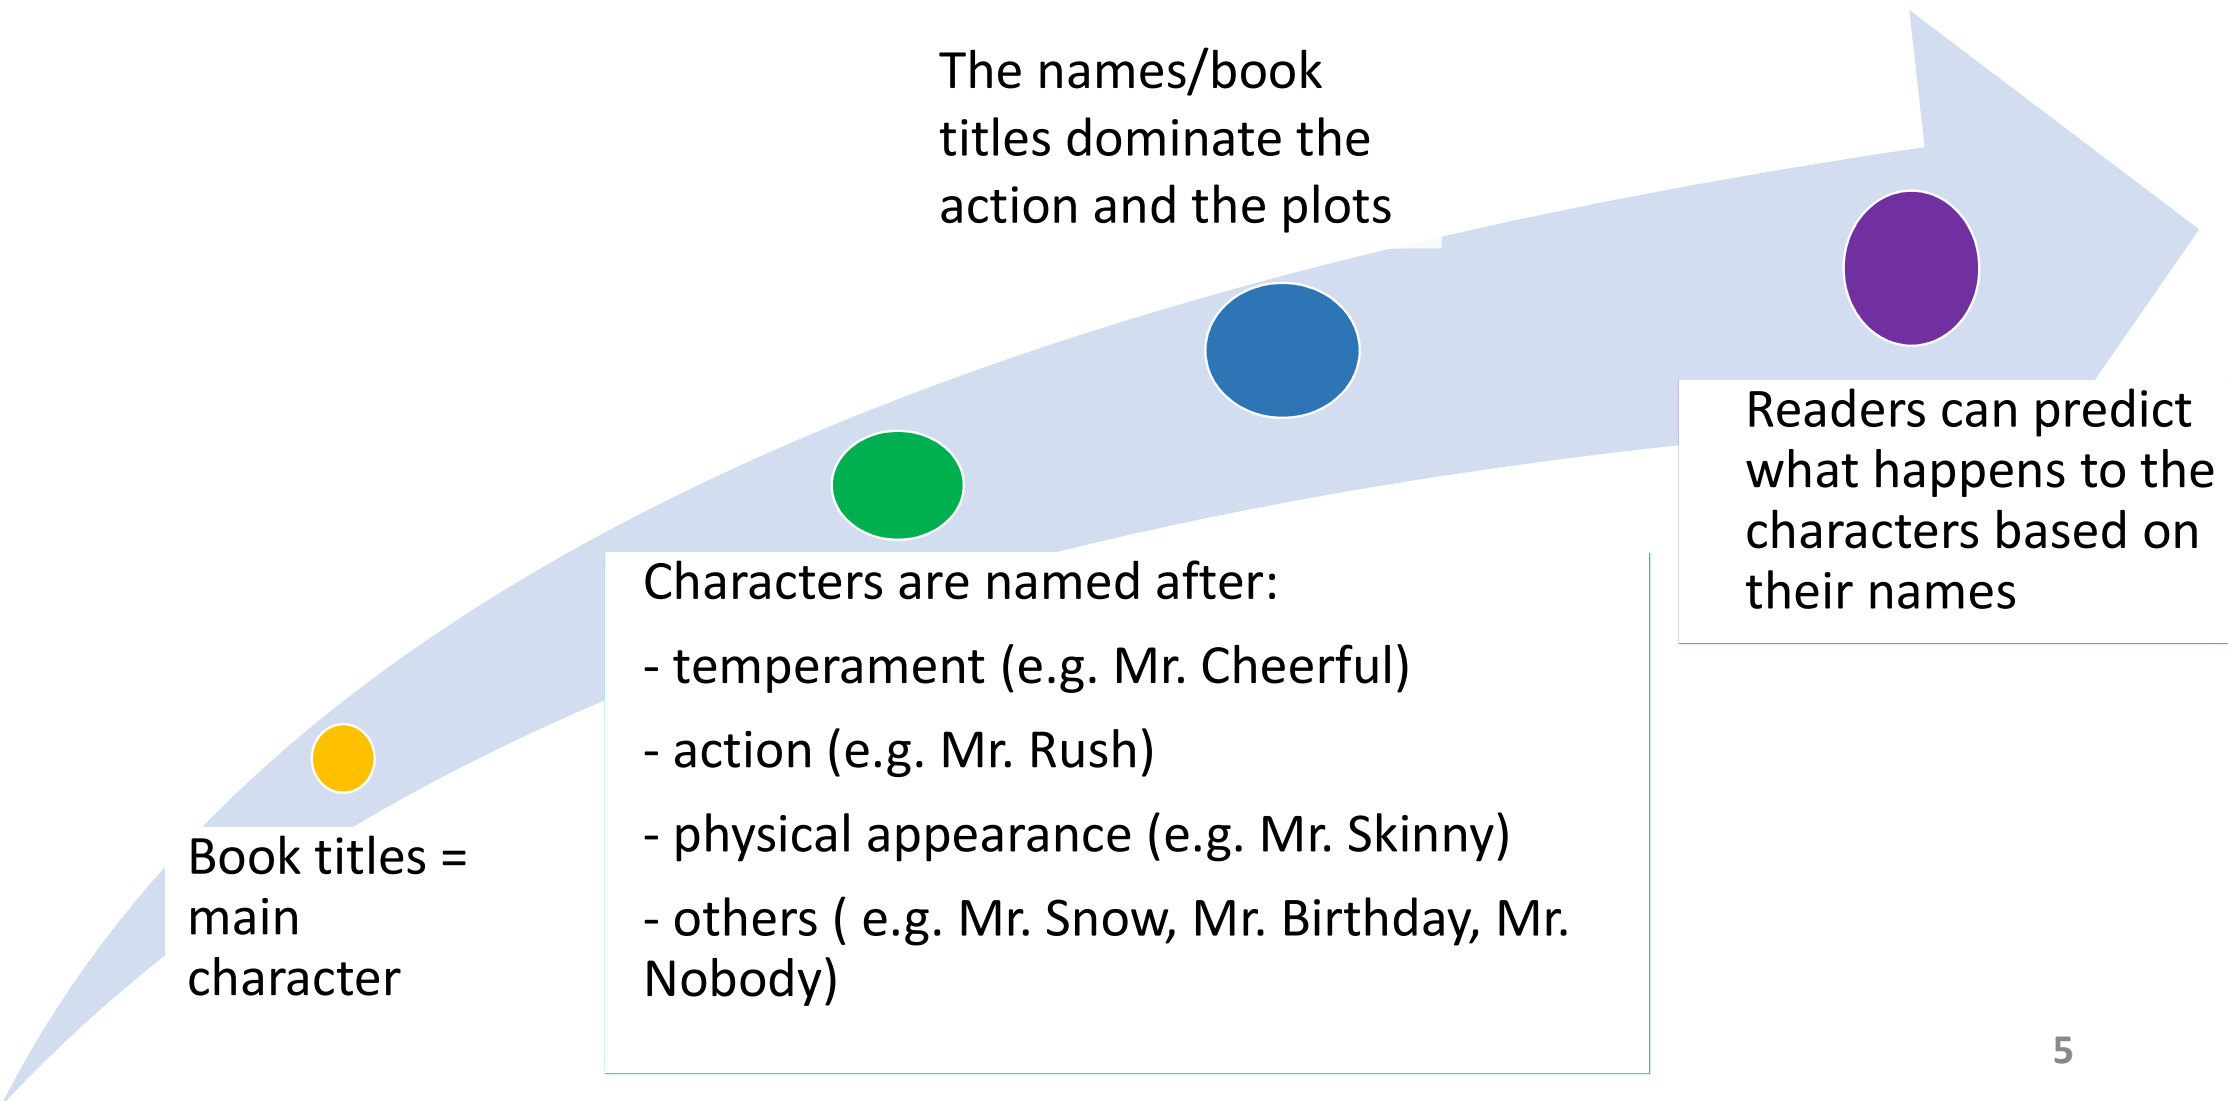 The names/book
titles dominate the
action and the plots
Readers can predict
what happens to the
characters based on
their names
Characters are named after:
- temperament (e.g. Mr. Cheerful)
- action (e.g. Mr. Rush)
- physical appearance (e.g. Mr. Skinny)
- others ( e.g. Mr. Snow, Mr. Birthday, Mr.
Nobody)
Book titles =
main
character
5